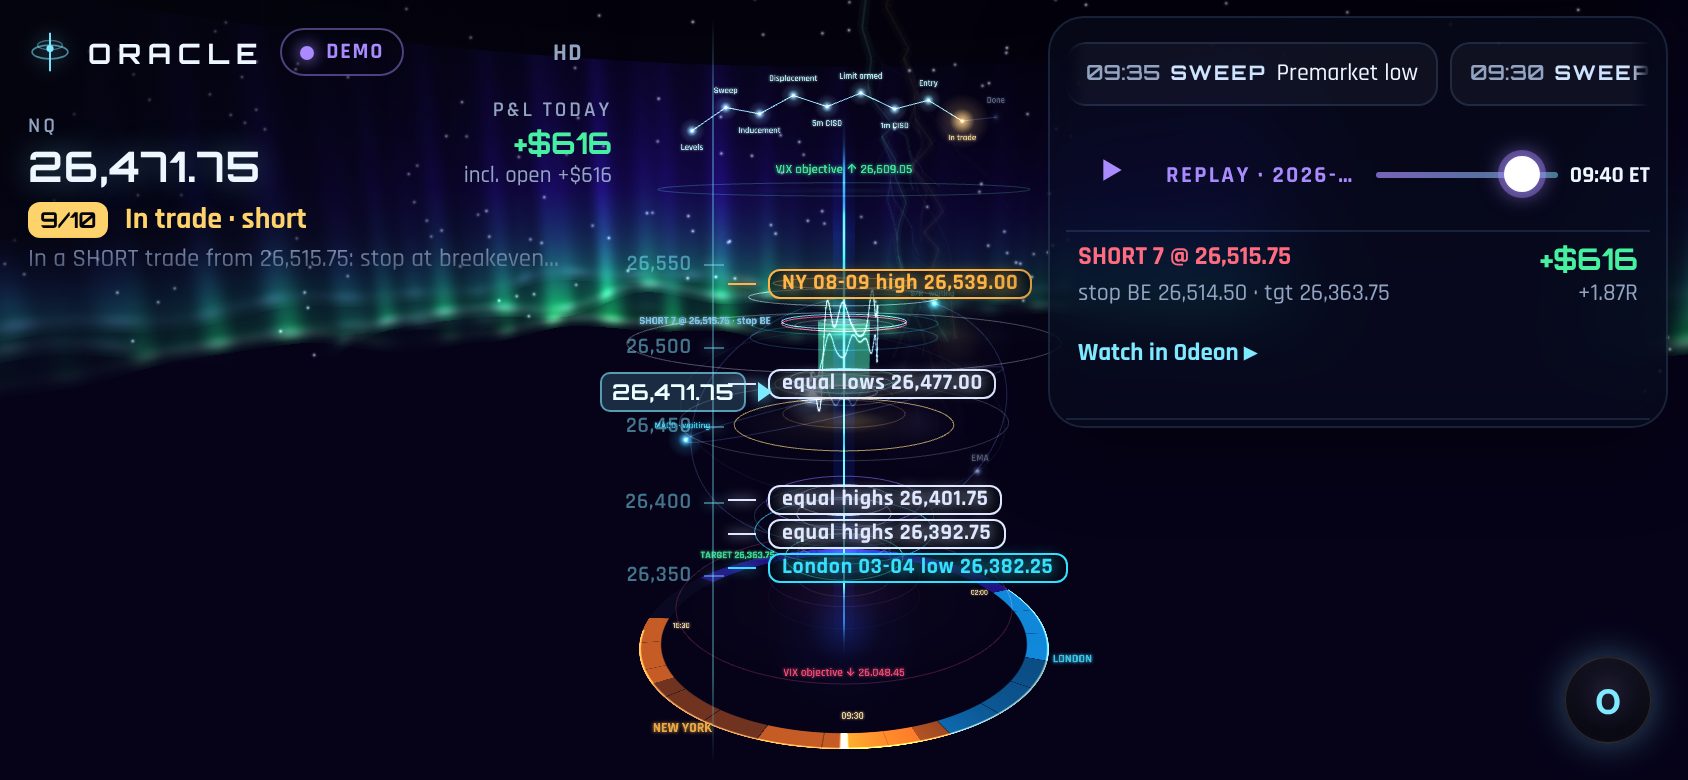 ORACLE
DEMO
HD
09:35 SWEEP Premarket low
09:30 SWEEP
NQ
26,471.75
P&L TODAY
+$616
incl. open +$616
9/10 In trade · short
In a SHORT trade from 26,515.75: stop at breakeven…
Levels
Sweep
Inducement
Displacement
5m CISD
Limit armed
1m CISD
Entry
In trade
Done
VIX objective ↑ 26,609.05
REPLAY · 2026-…
09:40 ET
SHORT 7 @ 26,515.75
+$616
stop BE 26,514.50 · tgt 26,363.75
+1.87R
Watch in Odeon ▸
26,550
NY 08-09 high 26,539.00
SHORT 7 @ 26,515.75 · stop BE
26,500
equal lows 26,477.00
26,471.75
26,450
waiting
EMA
26,400
equal highs 26,401.75
equal highs 26,392.75
TARGET 26,363.75
London 03-04 low 26,382.25
26,350
02:00
16:30
LONDON
VIX objective ↓ 26,048.45
09:30
NEW YORK
O